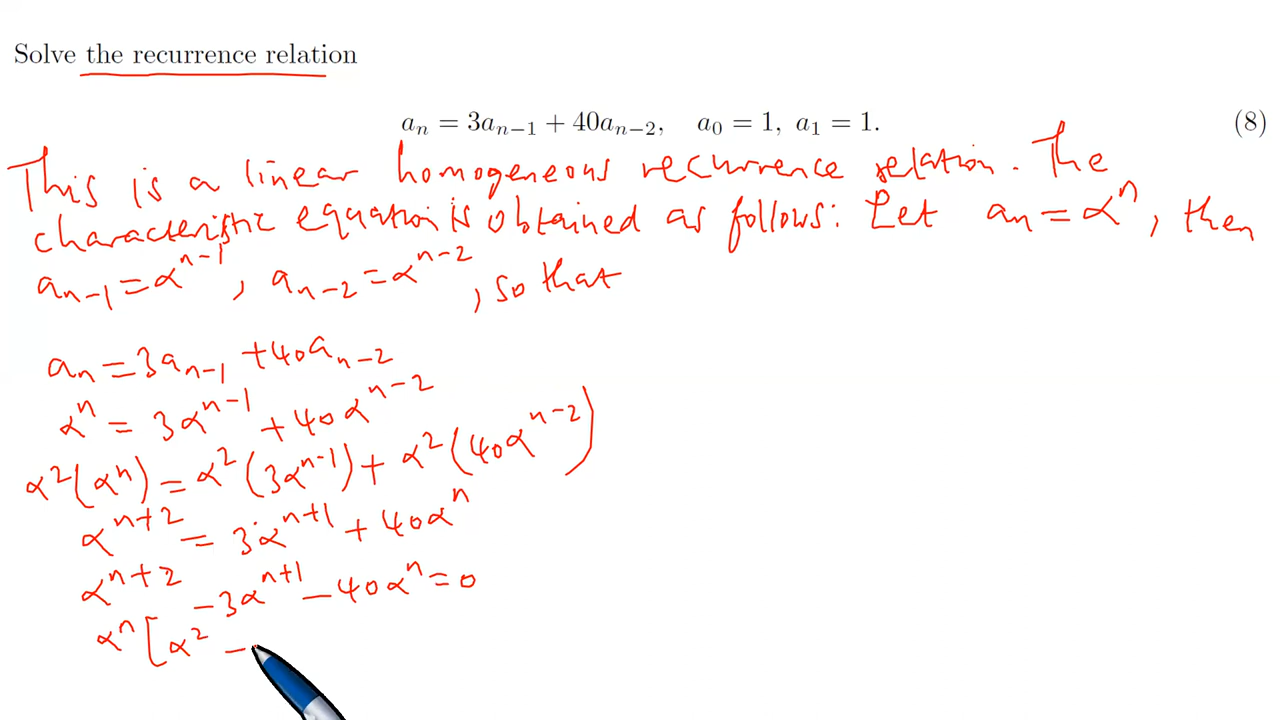 Solve the recurrence relation
aₙ = 3aₙ₋₁ + 40aₙ₋₂, a₀ = 1, a₁ = 1. (8)
This is a linear homogeneous recurrence relation. The
characteristic equation is obtained as follows: Let aₙ = αⁿ, then
aₙ₋₁ = αⁿ⁻¹, aₙ₋₂ = αⁿ⁻², so that
aₙ = 3aₙ₋₁ + 40aₙ₋₂
αⁿ = 3αⁿ⁻¹ + 40αⁿ⁻²
α²(αⁿ) = α²(3αⁿ⁻¹) + α²(40αⁿ⁻²)
αⁿ⁺² = 3αⁿ⁺¹ + 40αⁿ
αⁿ⁺² − 3αⁿ⁺¹ − 40αⁿ = 0
αⁿ[α² −